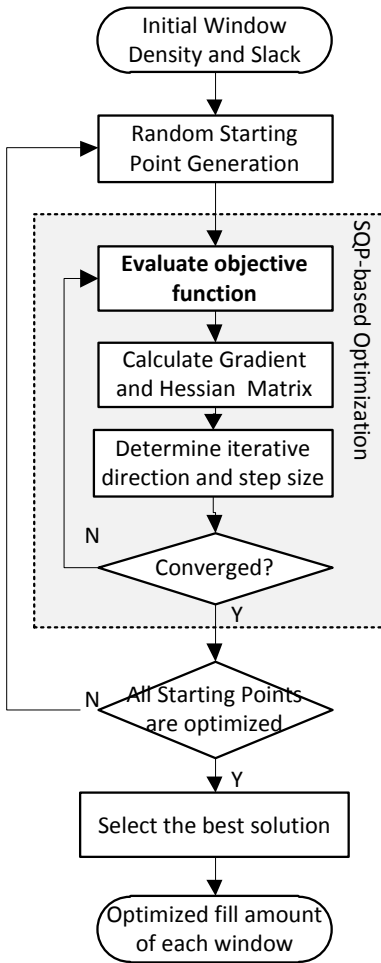 Initial Window
Density and Slack
Random Starting
Point Generation
SQP-based Optimization
Evaluate objective
function
Calculate Gradient
and Hessian Matrix
Determine iterative
direction and step size
N
Converged?
Y
N
All Starting Points
are optimized
Y
Select the best solution
Optimized fill amount
of each window